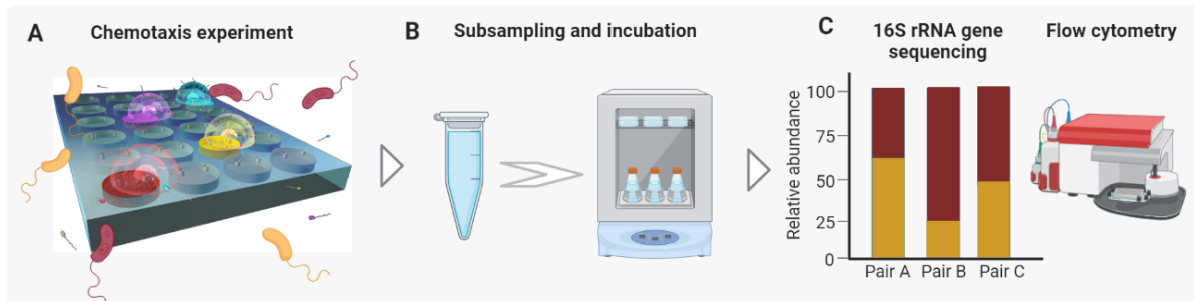 A
Chemotaxis experiment
B
Subsampling and incubation
C
16S rRNA gene
sequencing
Flow cytometry
Relative abundance
100
75
50
25
0
Pair A
Pair B
Pair C